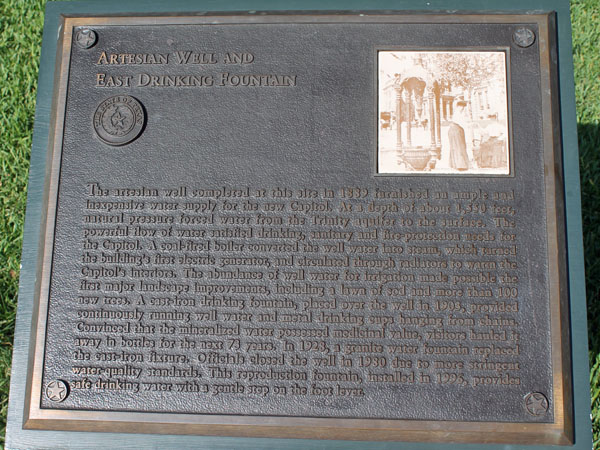 Artesian Well and
East Drinking Fountain
The artesian well completed at this site in 1889 furnished an ample and
inexpensive water supply for the new Capitol. At a depth of about 1,550 feet,
natural pressure forced water from the Trinity aquifer to the surface. The
powerful flow of water satisfied drinking, sanitary and fire-protection needs for
the Capitol. A coal-fired boiler converted the well water into steam, which turned
the building's first electric generator, and circulated through radiators to warm the
Capitol's interiors. The abundance of well water for irrigation made possible the
first major landscape improvements, including a lawn of sod and more than 100
new trees. A cast-iron drinking fountain, placed over the well in 1903, provided
continuously running well water and metal drinking cups hanging from chains.
Convinced that the mineralized water possessed medicinal value, visitors hauled it
away in bottles for the next 71 years. In 1928, a granite water fountain replaced
the cast-iron fixture. Officials closed the well in 1980 due to more stringent
water-quality standards. This reproduction fountain, installed in 1996, provides
safe drinking water with a gentle step on the foot lever.